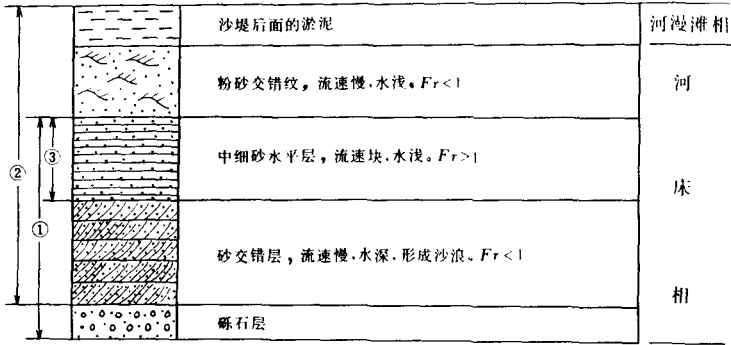 沙堤后面的淤泥
河漫滩相
粉砂交错纹，流速慢、水浅。Fr<1
河
中细砂水平层，流速块、水浅。Fr>1
床
砂交错层，流速慢、水深、形成沙浪。Fr<1
相
砾石层
②
①
③